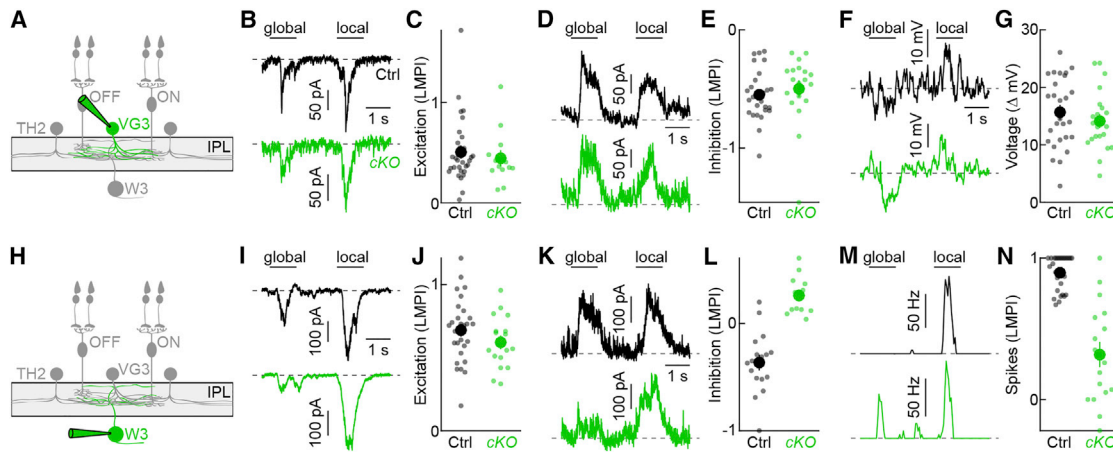 A
OFF
ON
TH2
VG3
IPL
W3
B
global
local
Ctrl
50 pA
1 s
cKO
50 pA
C
Excitation (LMPI)
1
0
Ctrl
cKO
D
global
local
50 pA
1 s
50 pA
E
Inhibition (LMPI)
-0
-1
Ctrl
cKO
F
global
local
10 mV
1 s
10 mV
G
Voltage (Δ mV)
30
20
10
0
Ctrl
cKO
H
OFF
ON
TH2
VG3
IPL
W3
I
global
local
100 pA
1 s
100 pA
J
Excitation (LMPI)
1
0
Ctrl
cKO
K
global
local
100 pA
1 s
100 pA
L
Inhibition (LMPI)
0
-1
Ctrl
cKO
M
global
local
50 Hz
50 Hz
N
Spikes (LMPI)
1
0
Ctrl
cKO